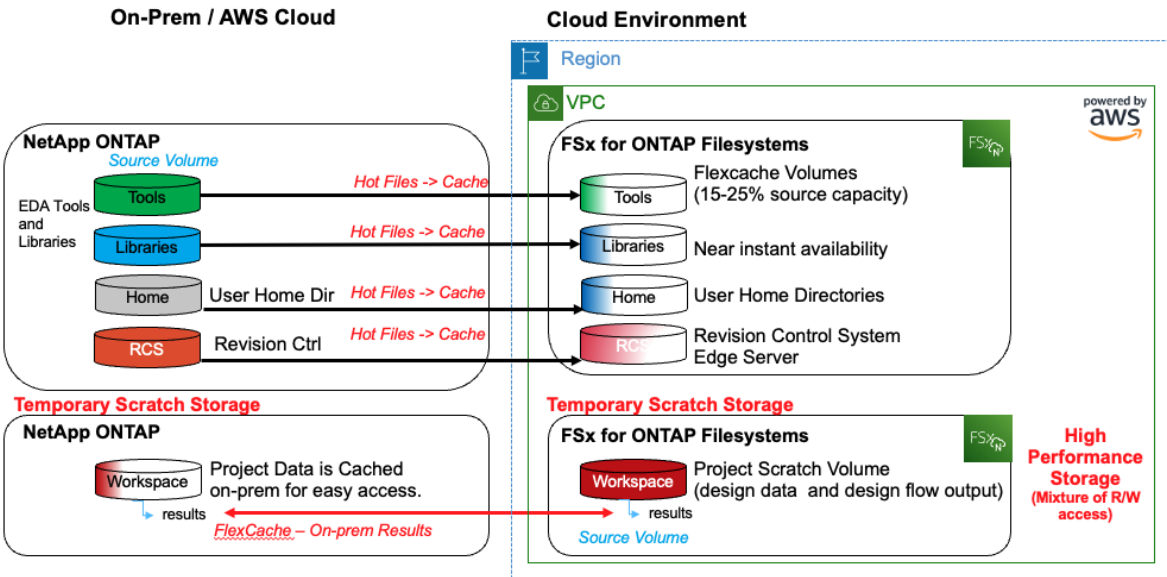 On-Prem / AWS Cloud
Cloud Environment
Region
VPC
powered by
aws
NetApp ONTAP
Source Volume
EDA Tools
and
Libraries
Tools
Libraries
Home
User Home Dir
RCS
Revision Ctrl
Hot Files -> Cache
Hot Files -> Cache
Hot Files -> Cache
Hot Files -> Cache
FSx for ONTAP Filesystems
FSx
N
Tools
Flexcache Volumes
(15-25% source capacity)
Libraries
Near instant availability
Home
User Home Directories
RCS
Revision Control System
Edge Server
Temporary Scratch Storage
NetApp ONTAP
Workspace
Project Data is Cached
on-prem for easy access.
results
FlexCache – On-prem Results
Temporary Scratch Storage
FSx for ONTAP Filesystems
FSx
N
Workspace
Project Scratch Volume
(design data and design flow output)
results
Source Volume
High
Performance
Storage
(Mixture of R/W
access)